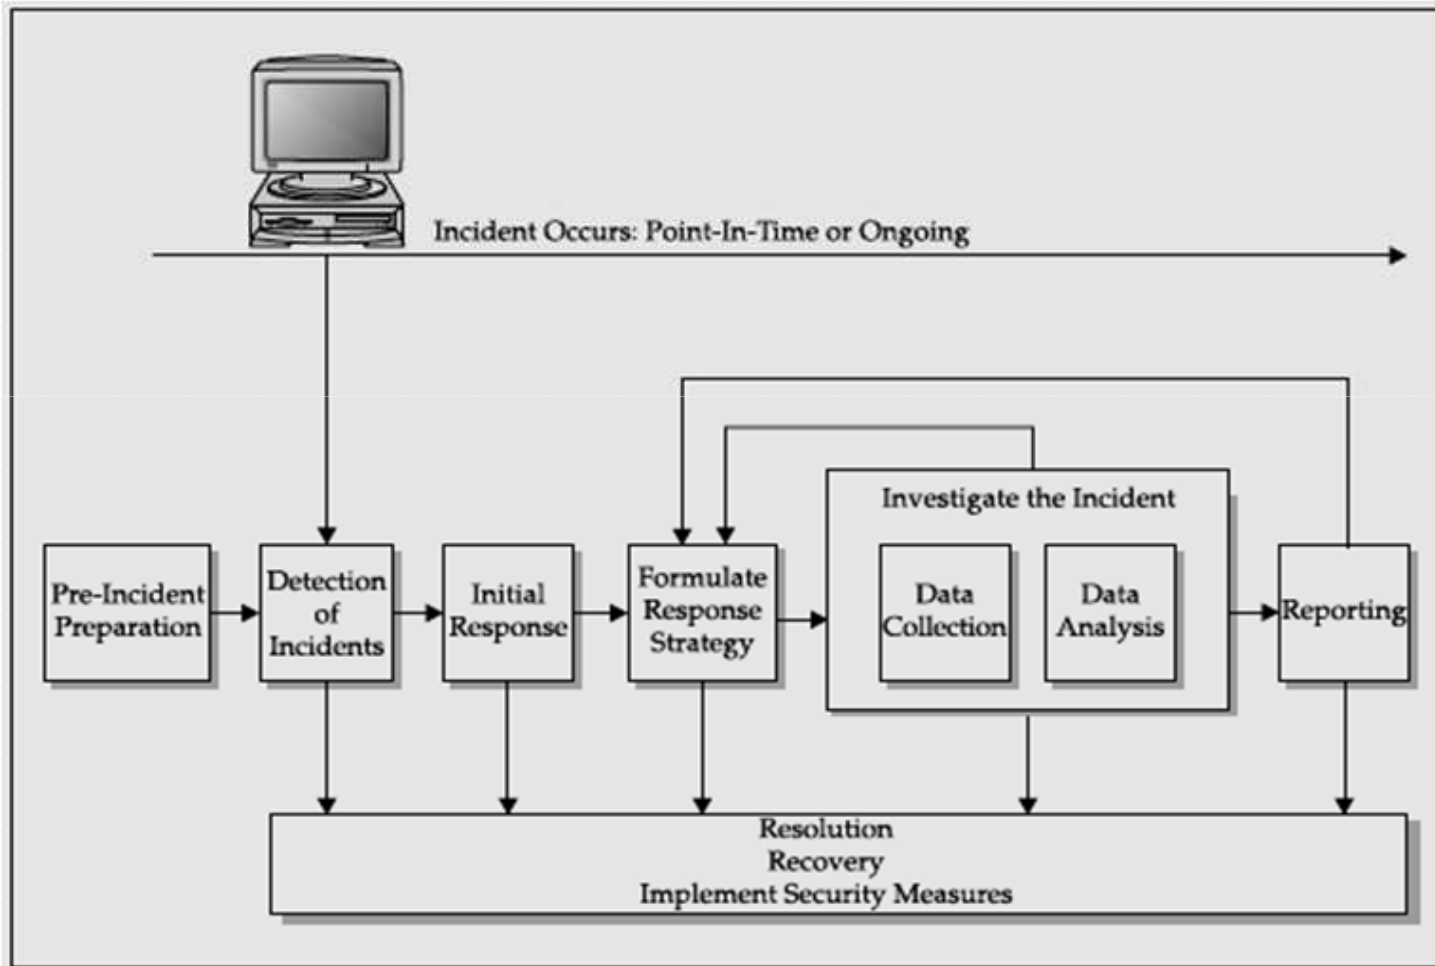 Incident Occurs: Point-In-Time or Ongoing
Pre-Incident
Preparation
Detection
of
Incidents
Initial
Response
Formulate
Response
Strategy
Investigate the Incident
Data
Collection
Data
Analysis
Reporting
Resolution
Recovery
Implement Security Measures